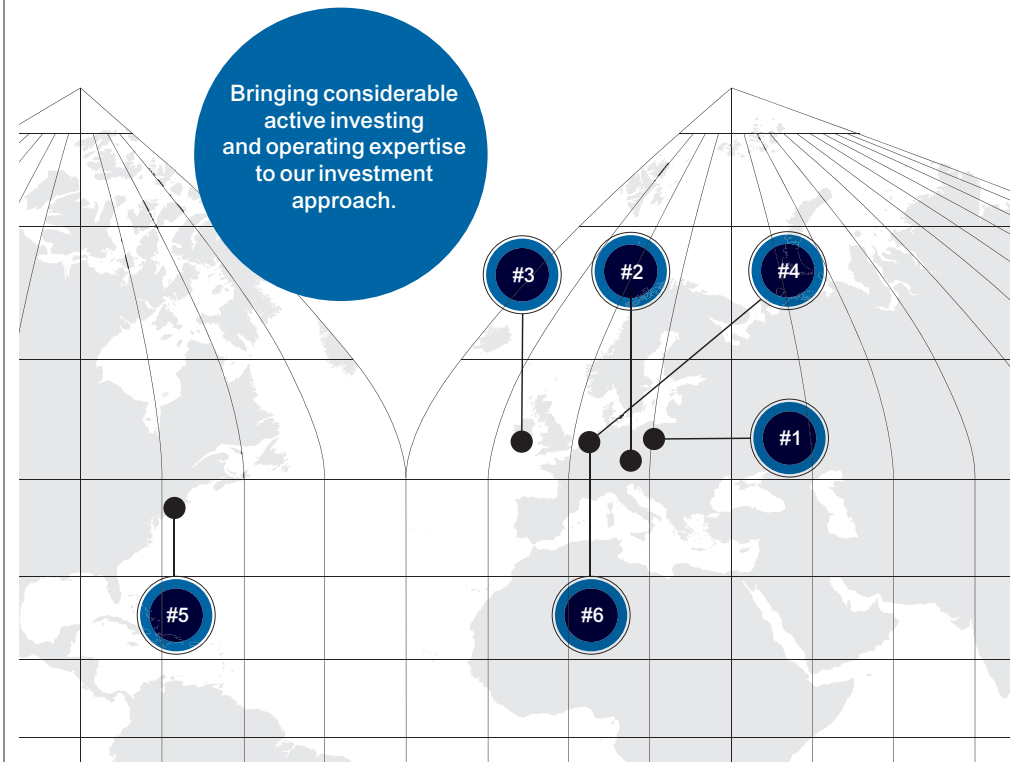 Bringing considerable
active investing
and operating expertise
to our investment
approach.
#3
#2
#4
#1
#5
#6